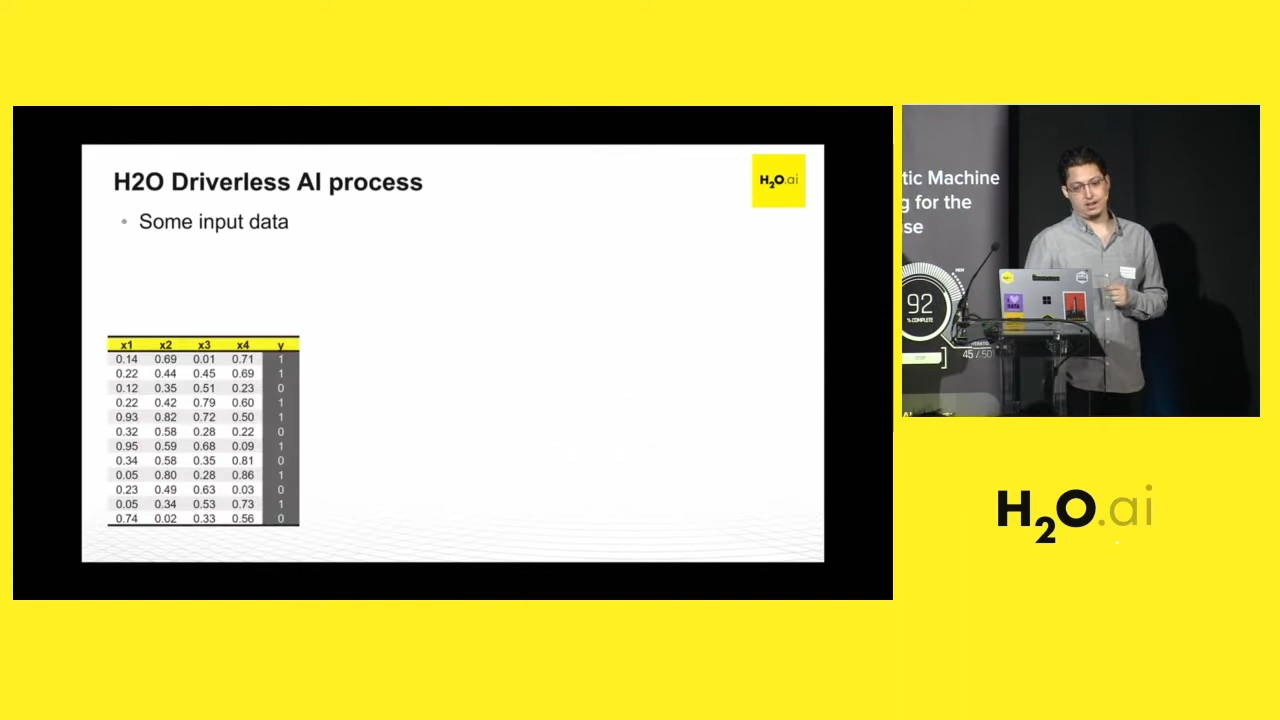 H2O Driverless AI process
H2O.ai
• Some input data
x1 x2 x3 x4 y
0.14 0.69 0.01 0.71 1
0.22 0.44 0.45 0.69 1
0.12 0.35 0.51 0.23 0
0.22 0.42 0.79 0.60 1
0.93 0.82 0.72 0.50 1
0.32 0.58 0.28 0.22 0
0.95 0.59 0.68 0.09 1
0.34 0.58 0.35 0.81 0
0.05 0.80 0.28 0.86 1
0.23 0.49 0.63 0.03 0
0.05 0.34 0.53 0.73 1
0.74 0.02 0.33 0.56 0
tic Machine
g for the
se
92
% COMPLETE
45 / 50
DATA
H2O.ai